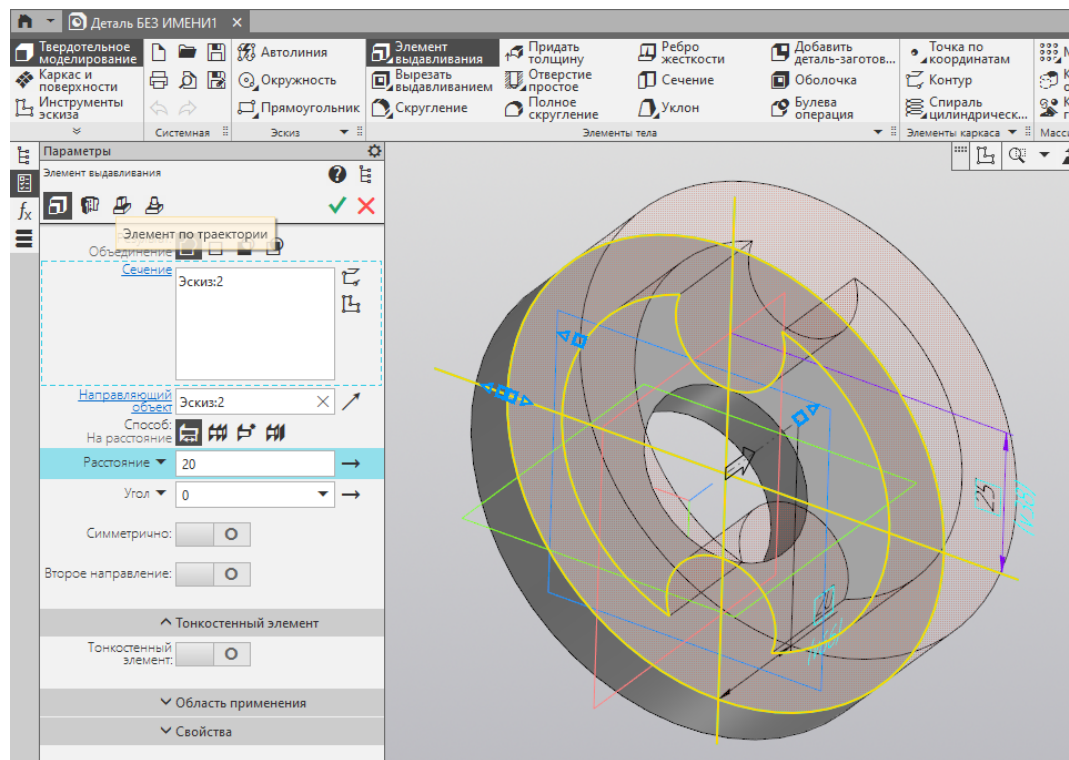 Деталь БЕЗ ИМЕНИ1
Твердотельное
моделирование
Каркас и
поверхности
Инструменты
эскиза
Системная
Автолиния
Окружность
Прямоугольник
Эскиз
Элемент
выдавливания
Вырезать
выдавливанием
Скругление
Придать
толщину
Отверстие
простое
Полное
скругление
Ребро
жесткости
Сечение
Уклон
Добавить
деталь-заготов...
Оболочка
Булева
операция
Элементы тела
Точка по
координатам
Контур
Спираль
цилиндрическ...
Элементы каркаса
Масси
Параметры
Элемент выдавливания
Элемент по траектории
Объединение
Сечение
Эскиз:2
Направляющий
объект
Эскиз:2
Способ:
На расстояние
Расстояние
20
Угол
0
Симметрично:
Второе направление:
Тонкостенный элемент
Тонкостенный
элемент:
Область применения
Свойства
25
20